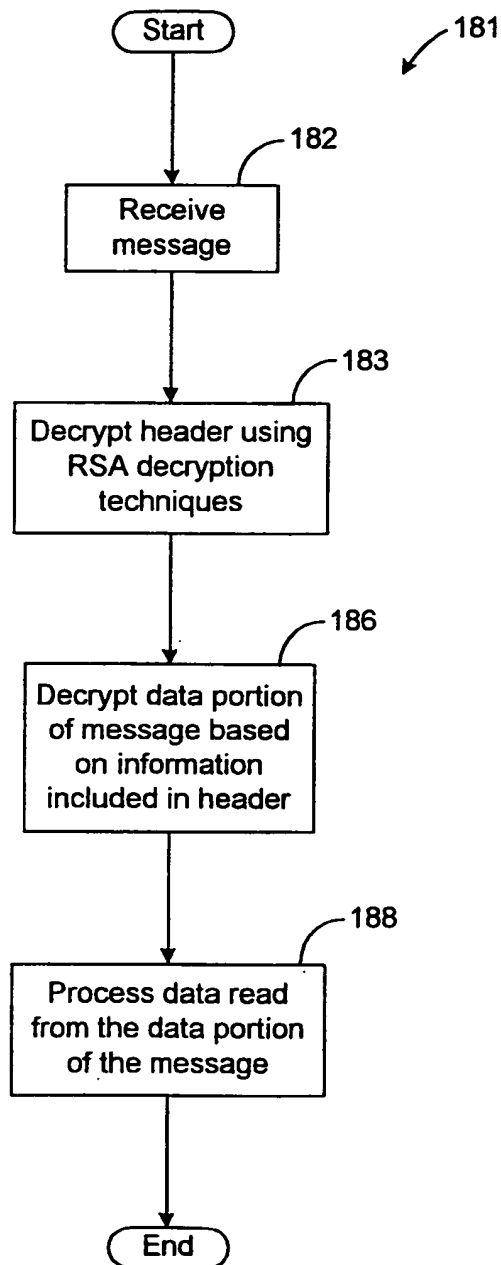 Start
181
182
Receive
message
183
Decrypt header using
RSA decryption
techniques
186
Decrypt data portion
of message based
on information
included in header
188
Process data read
from the data portion
of the message
End